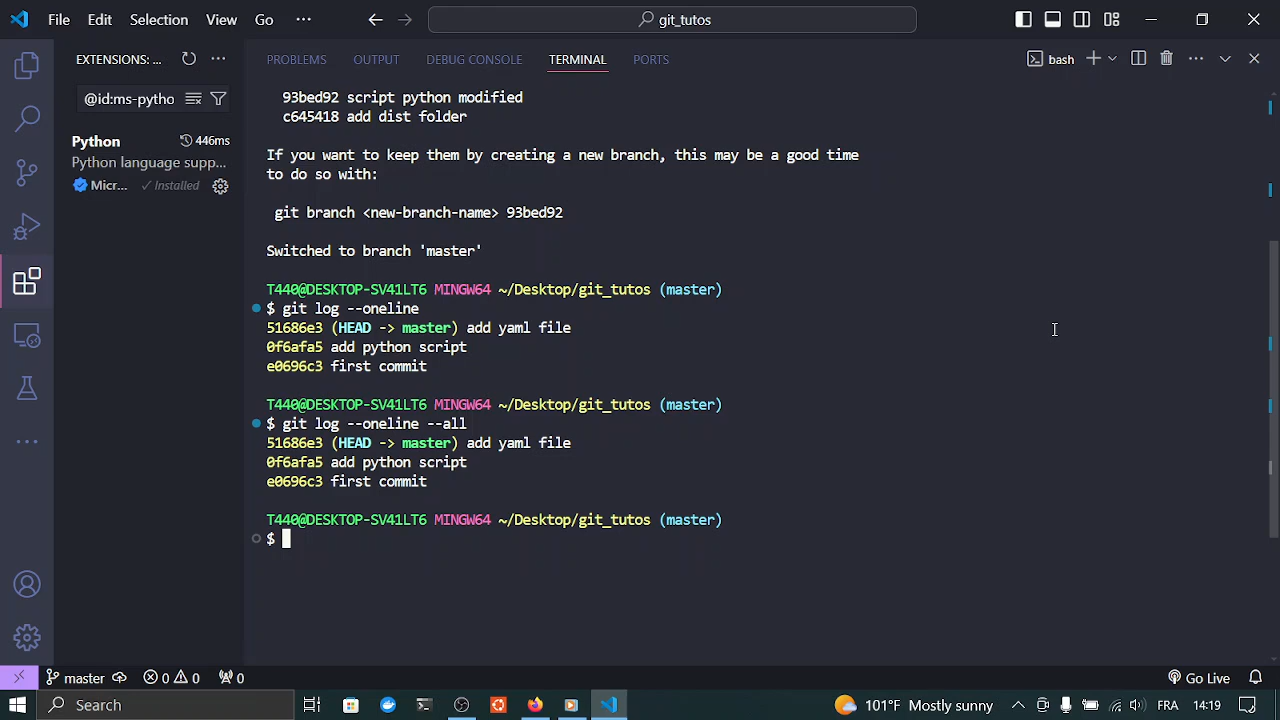 File Edit Selection View Go ··· git_tutos
EXTENSIONS: ... PROBLEMS OUTPUT DEBUG CONSOLE TERMINAL PORTS bash
@id:ms-pytho
Python 446ms
Python language supp...
Micr... Installed
93bed92 script python modified
c645418 add dist folder
If you want to keep them by creating a new branch, this may be a good time
to do so with:
git branch <new-branch-name> 93bed92
Switched to branch 'master'
T440@DESKTOP-SV41LT6 MINGW64 ~/Desktop/git_tutos (master)
$ git log --oneline
51686e3 (HEAD -> master) add yaml file
0f6afa5 add python script
e0696c3 first commit
T440@DESKTOP-SV41LT6 MINGW64 ~/Desktop/git_tutos (master)
$ git log --oneline --all
51686e3 (HEAD -> master) add yaml file
0f6afa5 add python script
e0696c3 first commit
T440@DESKTOP-SV41LT6 MINGW64 ~/Desktop/git_tutos (master)
$
master 0 0 0 Go Live
Search 101°F Mostly sunny FRA 14:19